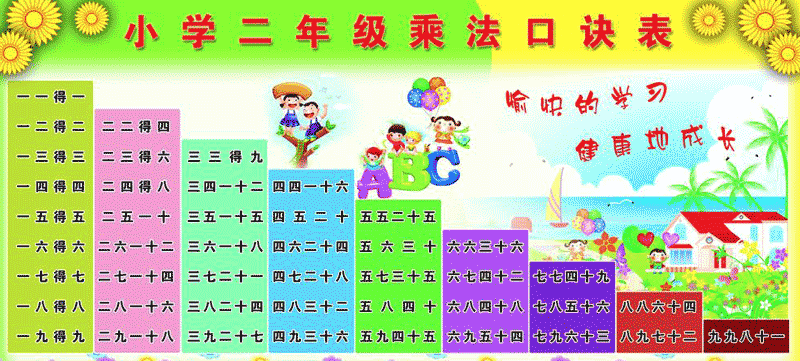 小学二年级乘法口诀表
愉快的学习
健康地成长
ABC
一一得一
一二得二 二二得四
一三得三 二三得六 三三得九
一四得四 二四得八 三四一十二 四四一十六
一五得五 二五一十 三五一十五 四五二十 五五二十五
一六得六 二六一十二 三六一十八 四六二十四 五六三十 六六三十六
一七得七 二七一十四 三七二十一 四七二十八 五七三十五 六七四十二 七七四十九
一八得八 二八一十六 三八二十四 四八三十二 五八四十 六八四十八 七八五十六 八八六十四
一九得九 二九一十八 三九二十七 四九三十六 五九四十五 六九五十四 七九六十三 八九七十二 九九八十一